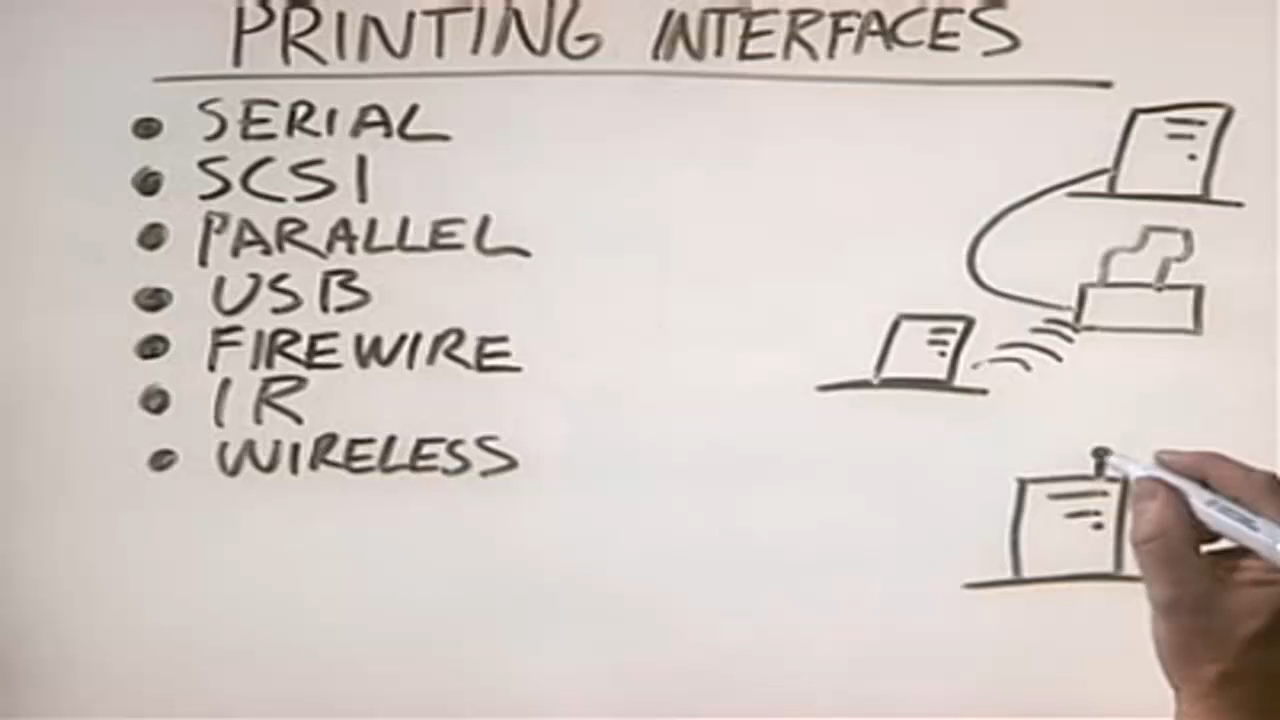 PRINTING INTERFACES
• SERIAL
• SCSI
• PARALLEL
• USB
• FIREWIRE
• IR
• WIRELESS